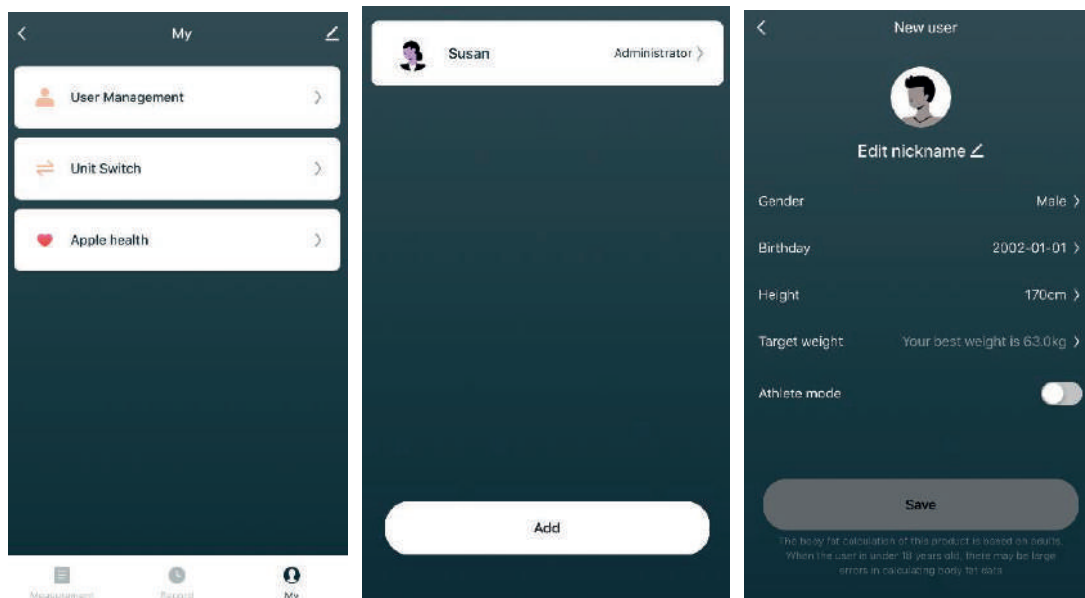 My
User Management
Unit Switch
Apple health
Measurement
Record
My
Susan
Administrator
Add
New user
Edit nickname
Gender
Male
Birthday
2002-01-01
Height
170cm
Target weight
Your best weight is 63.0kg
Athlete mode
Save
The body fat calculation of this product is based on adults.
When the user is under 18 years old, there may be large
errors in calculating body fat data